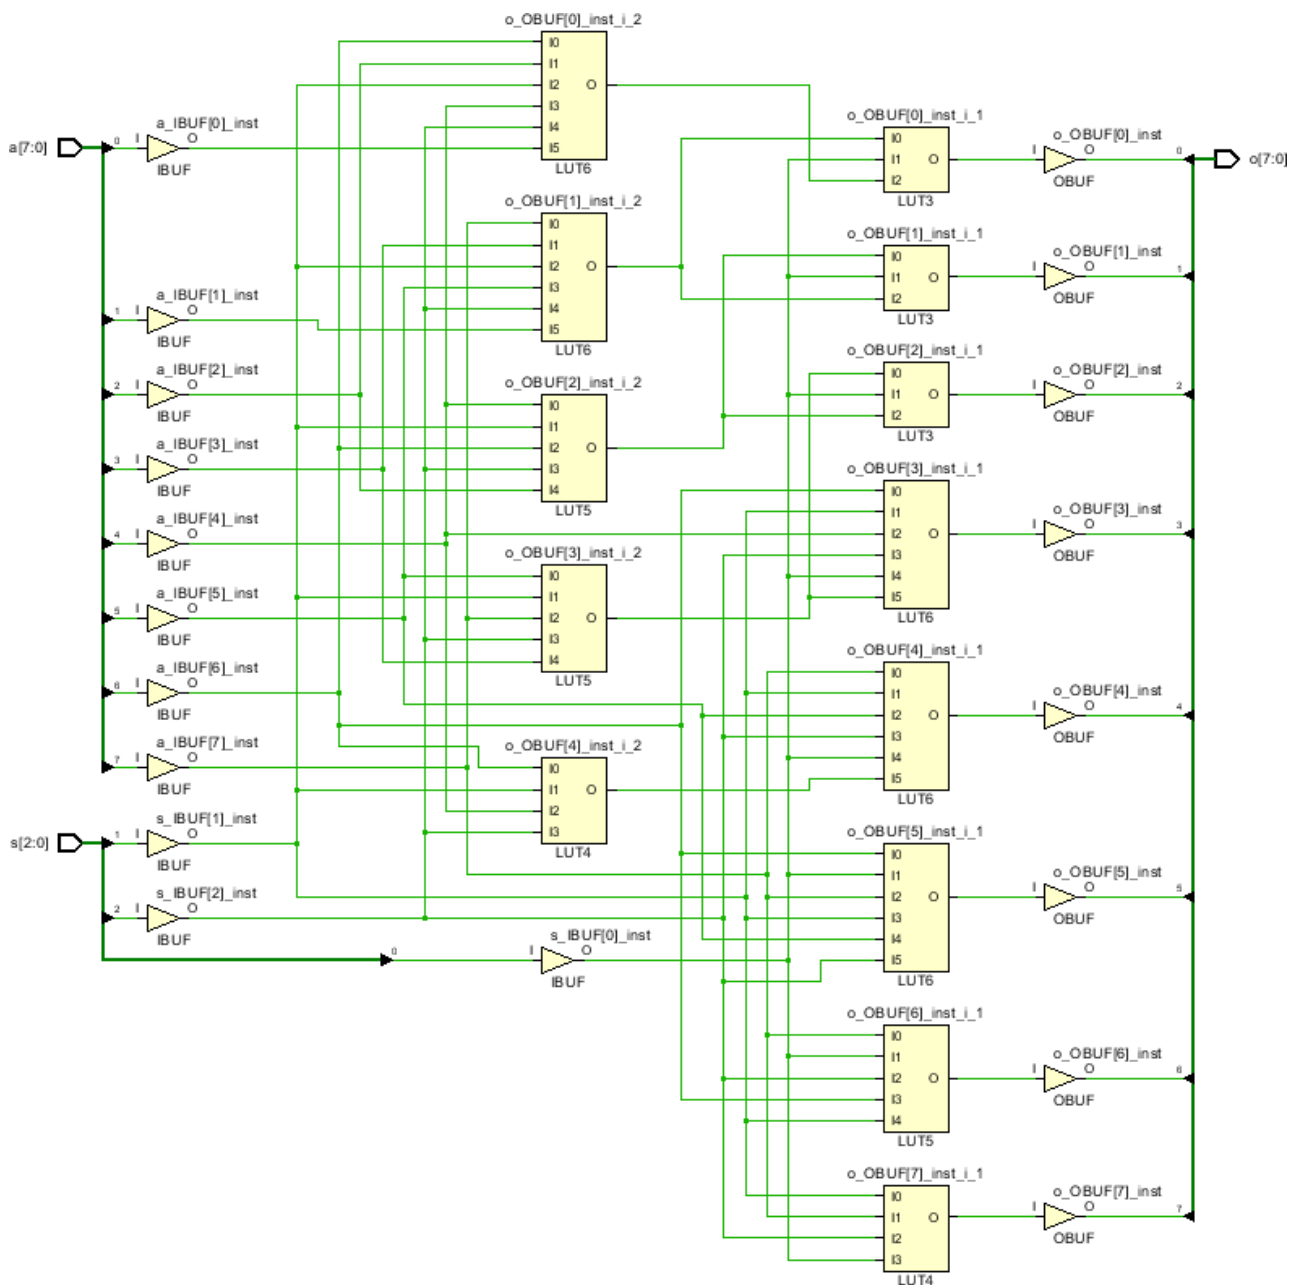 a[7:0]
0
I
a_IBUF[0]_inst
O
IBUF
1
I
a_IBUF[1]_inst
O
IBUF
2
I
a_IBUF[2]_inst
O
IBUF
3
I
a_IBUF[3]_inst
O
IBUF
4
I
a_IBUF[4]_inst
O
IBUF
5
I
a_IBUF[5]_inst
O
IBUF
6
I
a_IBUF[6]_inst
O
IBUF
7
I
a_IBUF[7]_inst
O
IBUF
s[2:0]
1
I
s_IBUF[1]_inst
O
IBUF
2
I
s_IBUF[2]_inst
O
IBUF
0
I
s_IBUF[0]_inst
O
IBUF
o_OBUF[0]_inst_i_2
I0
I1
I2 O
I3
I4
I5
LUT6
o_OBUF[1]_inst_i_2
I0
I1
I2 O
I3
I4
I5
LUT6
o_OBUF[2]_inst_i_2
I0
I1
I2 O
I3
I4
LUT5
o_OBUF[3]_inst_i_2
I0
I1
I2 O
I3
I4
LUT5
o_OBUF[4]_inst_i_2
I0
I1 O
I2
I3
LUT4
o_OBUF[0]_inst_i_1
I0
I1 O
I2
LUT3
o_OBUF[1]_inst_i_1
I0
I1 O
I2
LUT3
o_OBUF[2]_inst_i_1
I0
I1 O
I2
LUT3
o_OBUF[3]_inst_i_1
I0
I1
I2 O
I3
I4
I5
LUT6
o_OBUF[4]_inst_i_1
I0
I1
I2 O
I3
I4
I5
LUT6
o_OBUF[5]_inst_i_1
I0
I1
I2 O
I3
I4
I5
LUT6
o_OBUF[6]_inst_i_1
I0
I1
I2 O
I3
I4
LUT5
o_OBUF[7]_inst_i_1
I0
I1 O
I2
I3
LUT4
o_OBUF[0]_inst
I
O
OBUF
0
o[7:0]
o_OBUF[1]_inst
I
O
OBUF
1
o_OBUF[2]_inst
I
O
OBUF
2
o_OBUF[3]_inst
I
O
OBUF
3
o_OBUF[4]_inst
I
O
OBUF
4
o_OBUF[5]_inst
I
O
OBUF
5
o_OBUF[6]_inst
I
O
OBUF
6
o_OBUF[7]_inst
I
O
OBUF
7